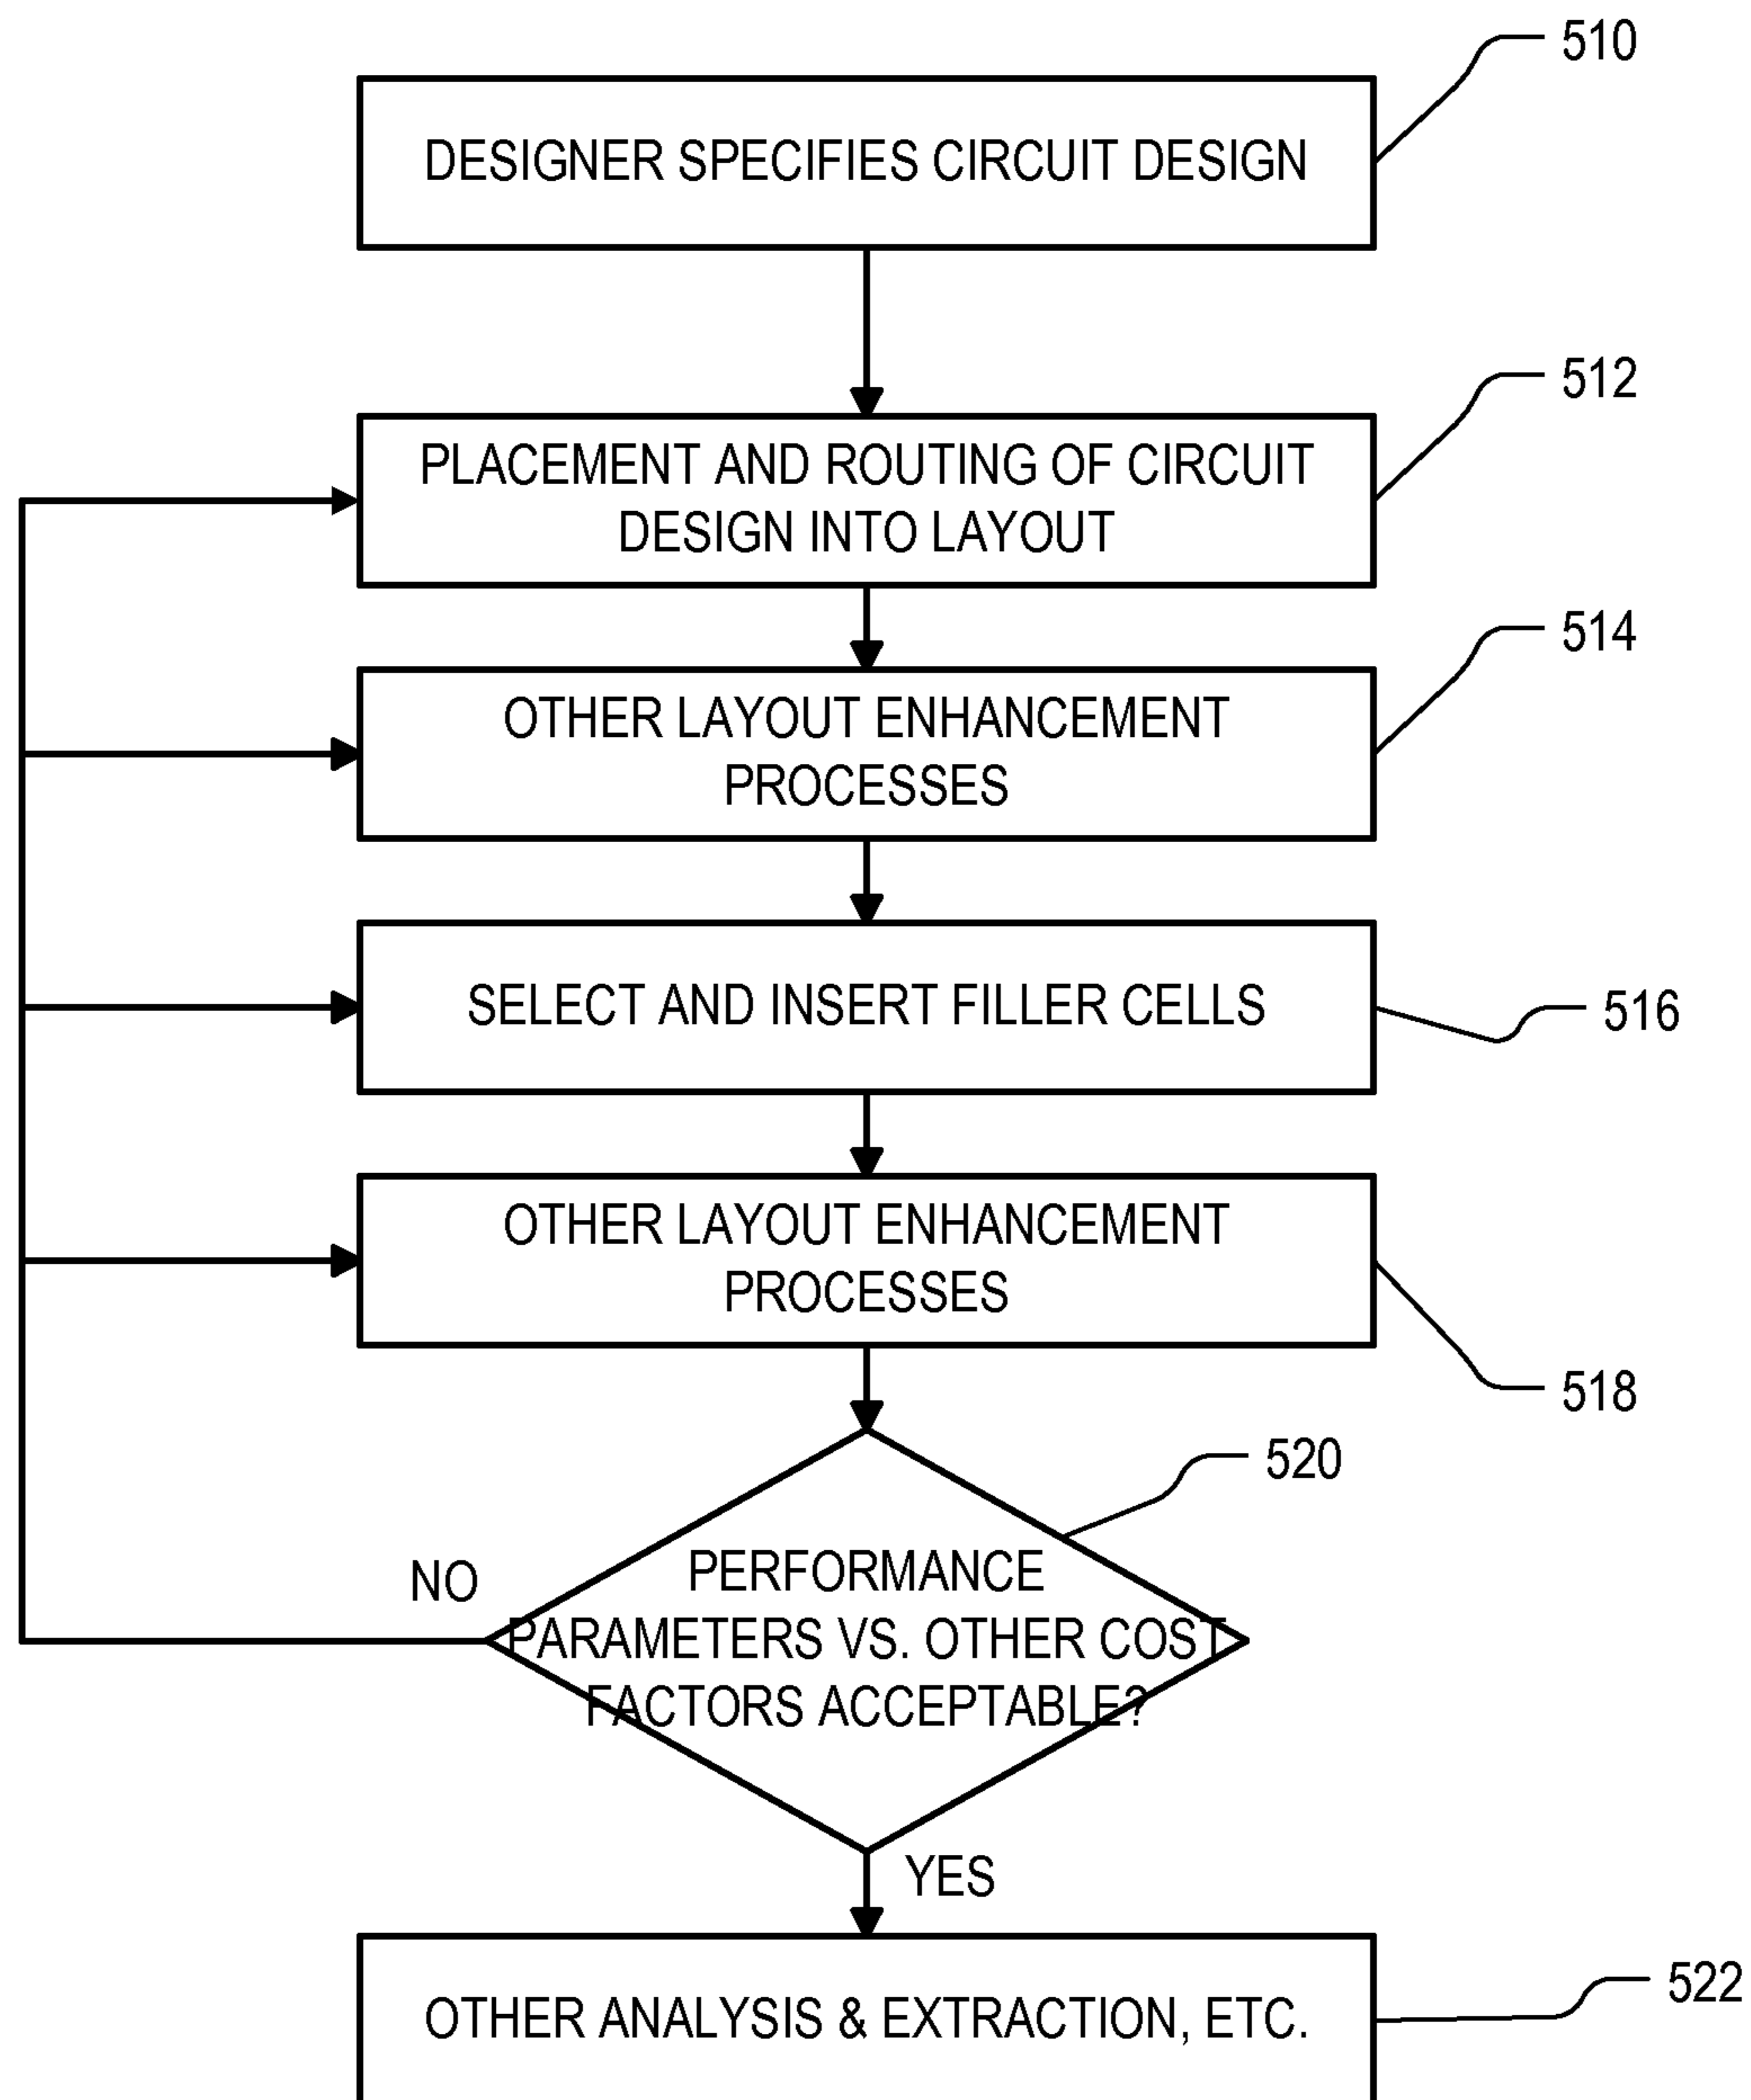 510
DESIGNER SPECIFIES CIRCUIT DESIGN
512
PLACEMENT AND ROUTING OF CIRCUIT
DESIGN INTO LAYOUT
514
OTHER LAYOUT ENHANCEMENT
PROCESSES
SELECT AND INSERT FILLER CELLS
516
OTHER LAYOUT ENHANCEMENT
PROCESSES
518
520
NO
PERFORMANCE
PARAMETERS VS. OTHER COST
FACTORS ACCEPTABLE?
YES
522
OTHER ANALYSIS & EXTRACTION, ETC.